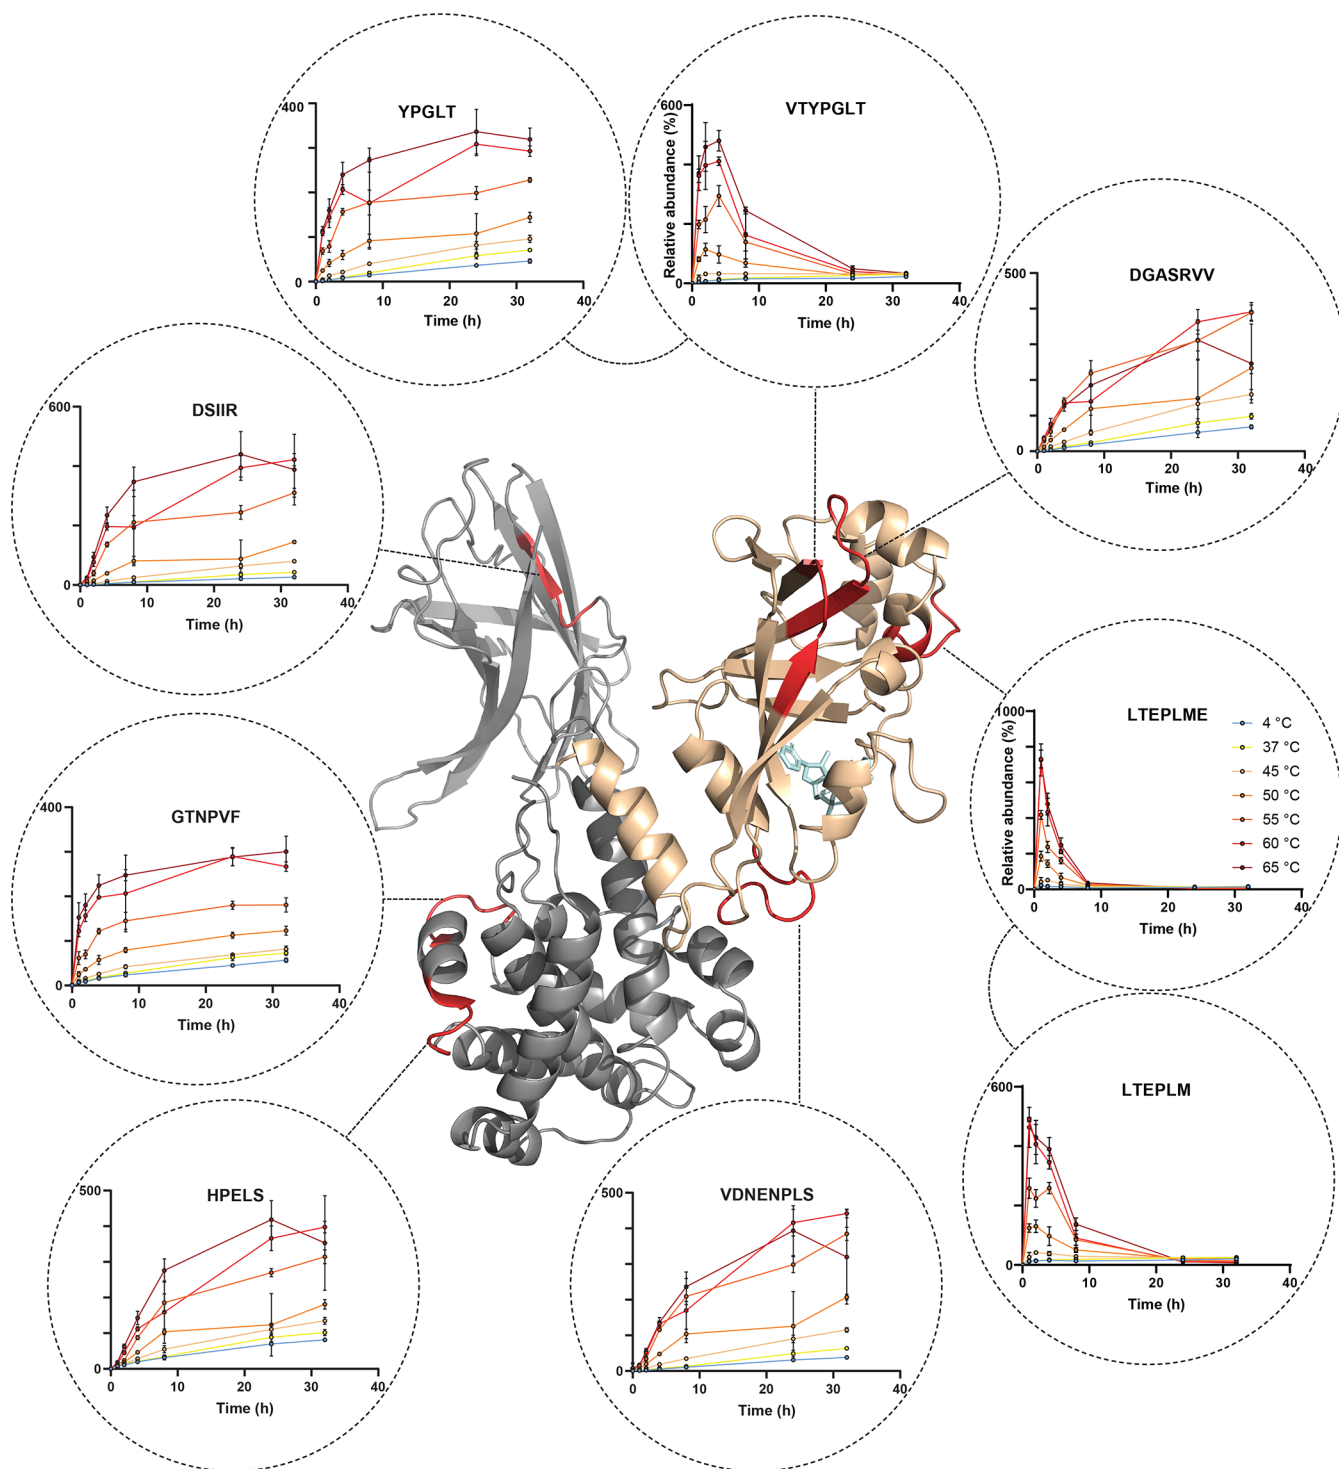 YPGLT
400
0
0 10 20 30 40
Time (h)
VTYPGLT
Relative abundance (%)
600
0
0 10 20 30 40
Time (h)
DGASRVV
500
0
0 10 20 30 40
Time (h)
DSIIR
600
0
0 10 20 30 40
Time (h)
LTEPLME
Relative abundance (%)
000
0
0 10 20 30 40
Time (h)
4 °C
37 °C
45 °C
50 °C
55 °C
60 °C
65 °C
GTNPVF
400
0
0 10 20 30 40
Time (h)
LTEPLM
600
0
0 10 20 30 40
Time (h)
HPELS
500
0
0 10 20 30 40
Time (h)
VDNENPLS
500
0
0 10 20 30 40
Time (h)